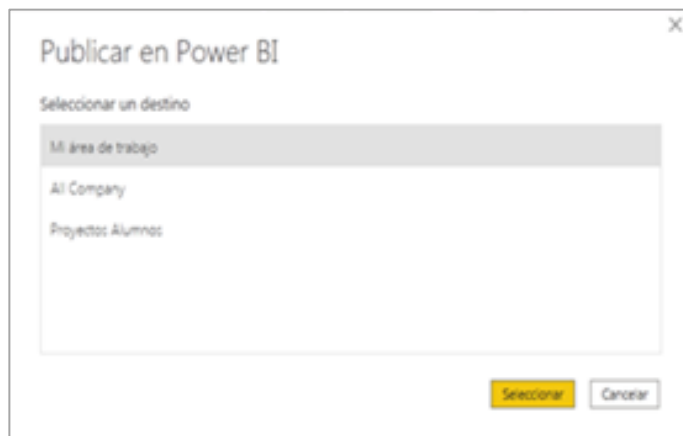 Publicar en Power BI
Seleccionar un destino
Mi área de trabajo
All Company
Proyectos Alumnos
Seleccionar
Cancelar